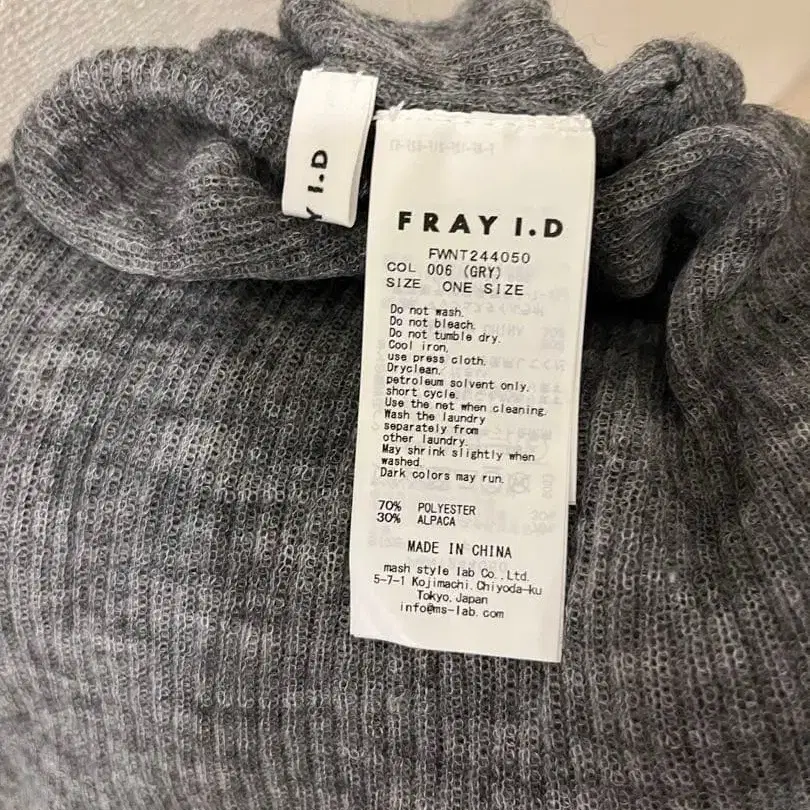 Y I.D
FRAY I.D
FWNT244050
COL 006 (GRY)
SIZE ONE SIZE
Do not wash.
Do not bleach.
Do not tumble dry.
Cool iron.
use press cloth.
Dryclean.
petroleum solvent only.
short cycle.
Use the net when cleaning.
Wash the laundry
separately from
other laundry.
May shrink slightly when
washed.
Dark colors may run.
70% POLYESTER
30% ALPACA
MADE IN CHINA
mash style lab Co., Ltd.
5-7-1 Kojimachi, Chiyoda-ku
Tokyo, Japan
info@ms-lab.com